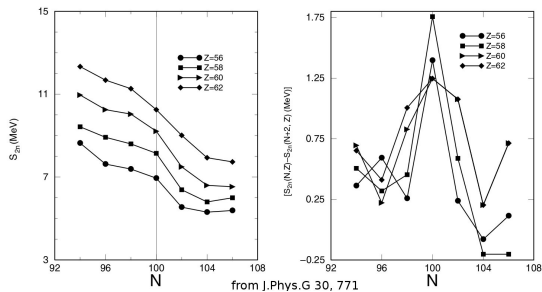 15
11
7
3
S2n(MeV)
92
96
100
104
108
N
Z=56
Z=58
Z=60
Z=62
1.75
1.25
0.75
0.25
−0.25
[S2n(N,Z)−S2n(N+2, Z) (MeV)]
92
96
100
104
108
N
Z=56
Z=58
Z=60
Z=62
from J.Phys.G 30, 771